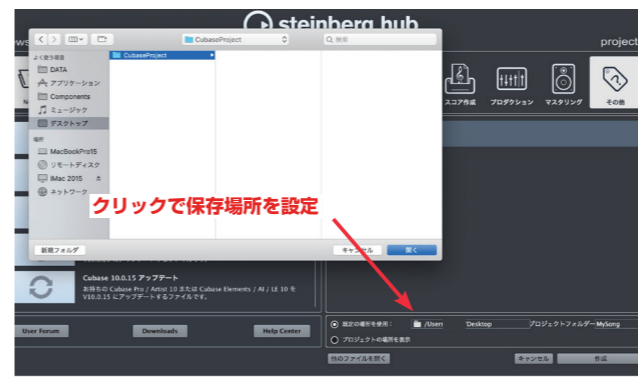 steinberg hub
project
CubaseProject
検索
よく使う項目
DATA
アプリケーション
Components
ミュージック
デスクトップ
場所
MacBookPro15
リモートディスク
iMac 2015
ネットワーク
CubaseProject
スコア作成
プロダクション
マスタリング
その他
クリックで保存場所を設定
新規フォルダ
キャンセル
開く
Cubase 10.0.15 アップデート
お持ちの Cubase Pro / Artist 10 または Cubase Elements / AI / LE 10 を
V10.0.15 にアップデートするファイルです。
User Forum
Downloads
Help Center
既定の場所を使用：
/Users
Desktop
プロジェクトフォルダー
MySong
プロジェクトの場所を表示
他のファイルを開く
キャンセル
作成